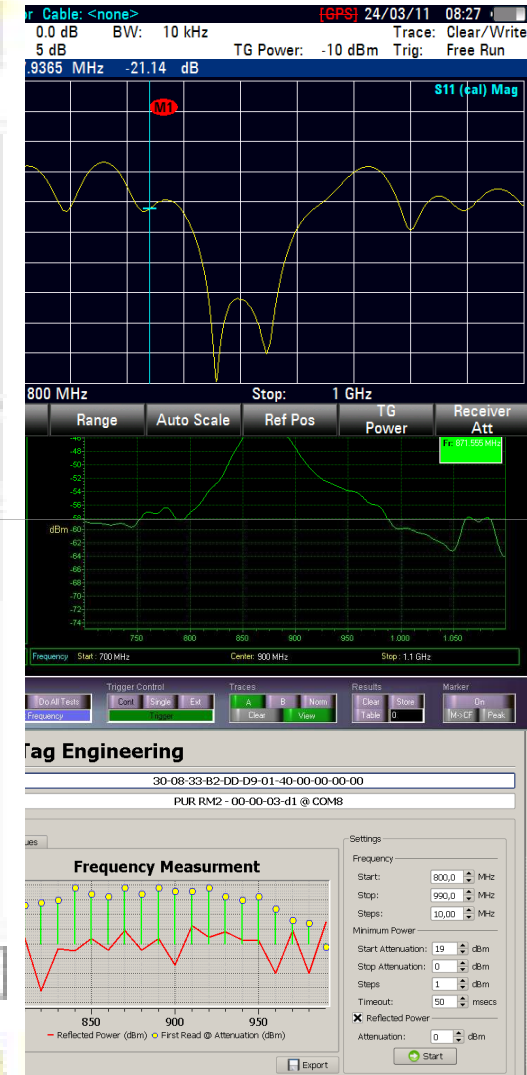 or Cable: <none> [GPS] 24/03/11 08:27
0.0 dB BW: 10 kHz Trace: Clear/Write
5 dB TG Power: -10 dBm Trig: Free Run
.9365 MHz -21.14 dB
S11 (cal) Mag
M1
800 MHz Stop: 1 GHz
Range Auto Scale Ref Pos TG Power Receiver Att
Fr: 871.555 MHz
-46
-48
-50
-52
-54
-56
-58
dBm -60
-62
-64
-66
-68
-70
-72
-74
750 800 850 900 950 1.000 1.050
Frequency Start: 700 MHz Center: 900 MHz Stop: 1.1 GHz
Trigger Control Traces Results Marker
Do All Tests Cont Single Ext A B Norm Clear Store On
Frequency Trigger Clear View Table 0 M->CF Peak
Tag Engineering
30-08-33-B2-DD-D9-01-40-00-00-00-00
PUR RM2 - 00-00-03-d1 @ COM8
ues
Frequency Measurment
850 900 950
Reflected Power (dBm) First Read @ Attenuation (dBm)
Export
Settings
Frequency
Start: 800,0 MHz
Stop: 990,0 MHz
Steps: 10,00 MHz
Minimum Power
Start Attenuation: 19 dBm
Stop Attenuation: 0 dBm
Steps 1 dBm
Timeout: 50 msecs
Reflected Power
Attenuation: 0 dBm
Start